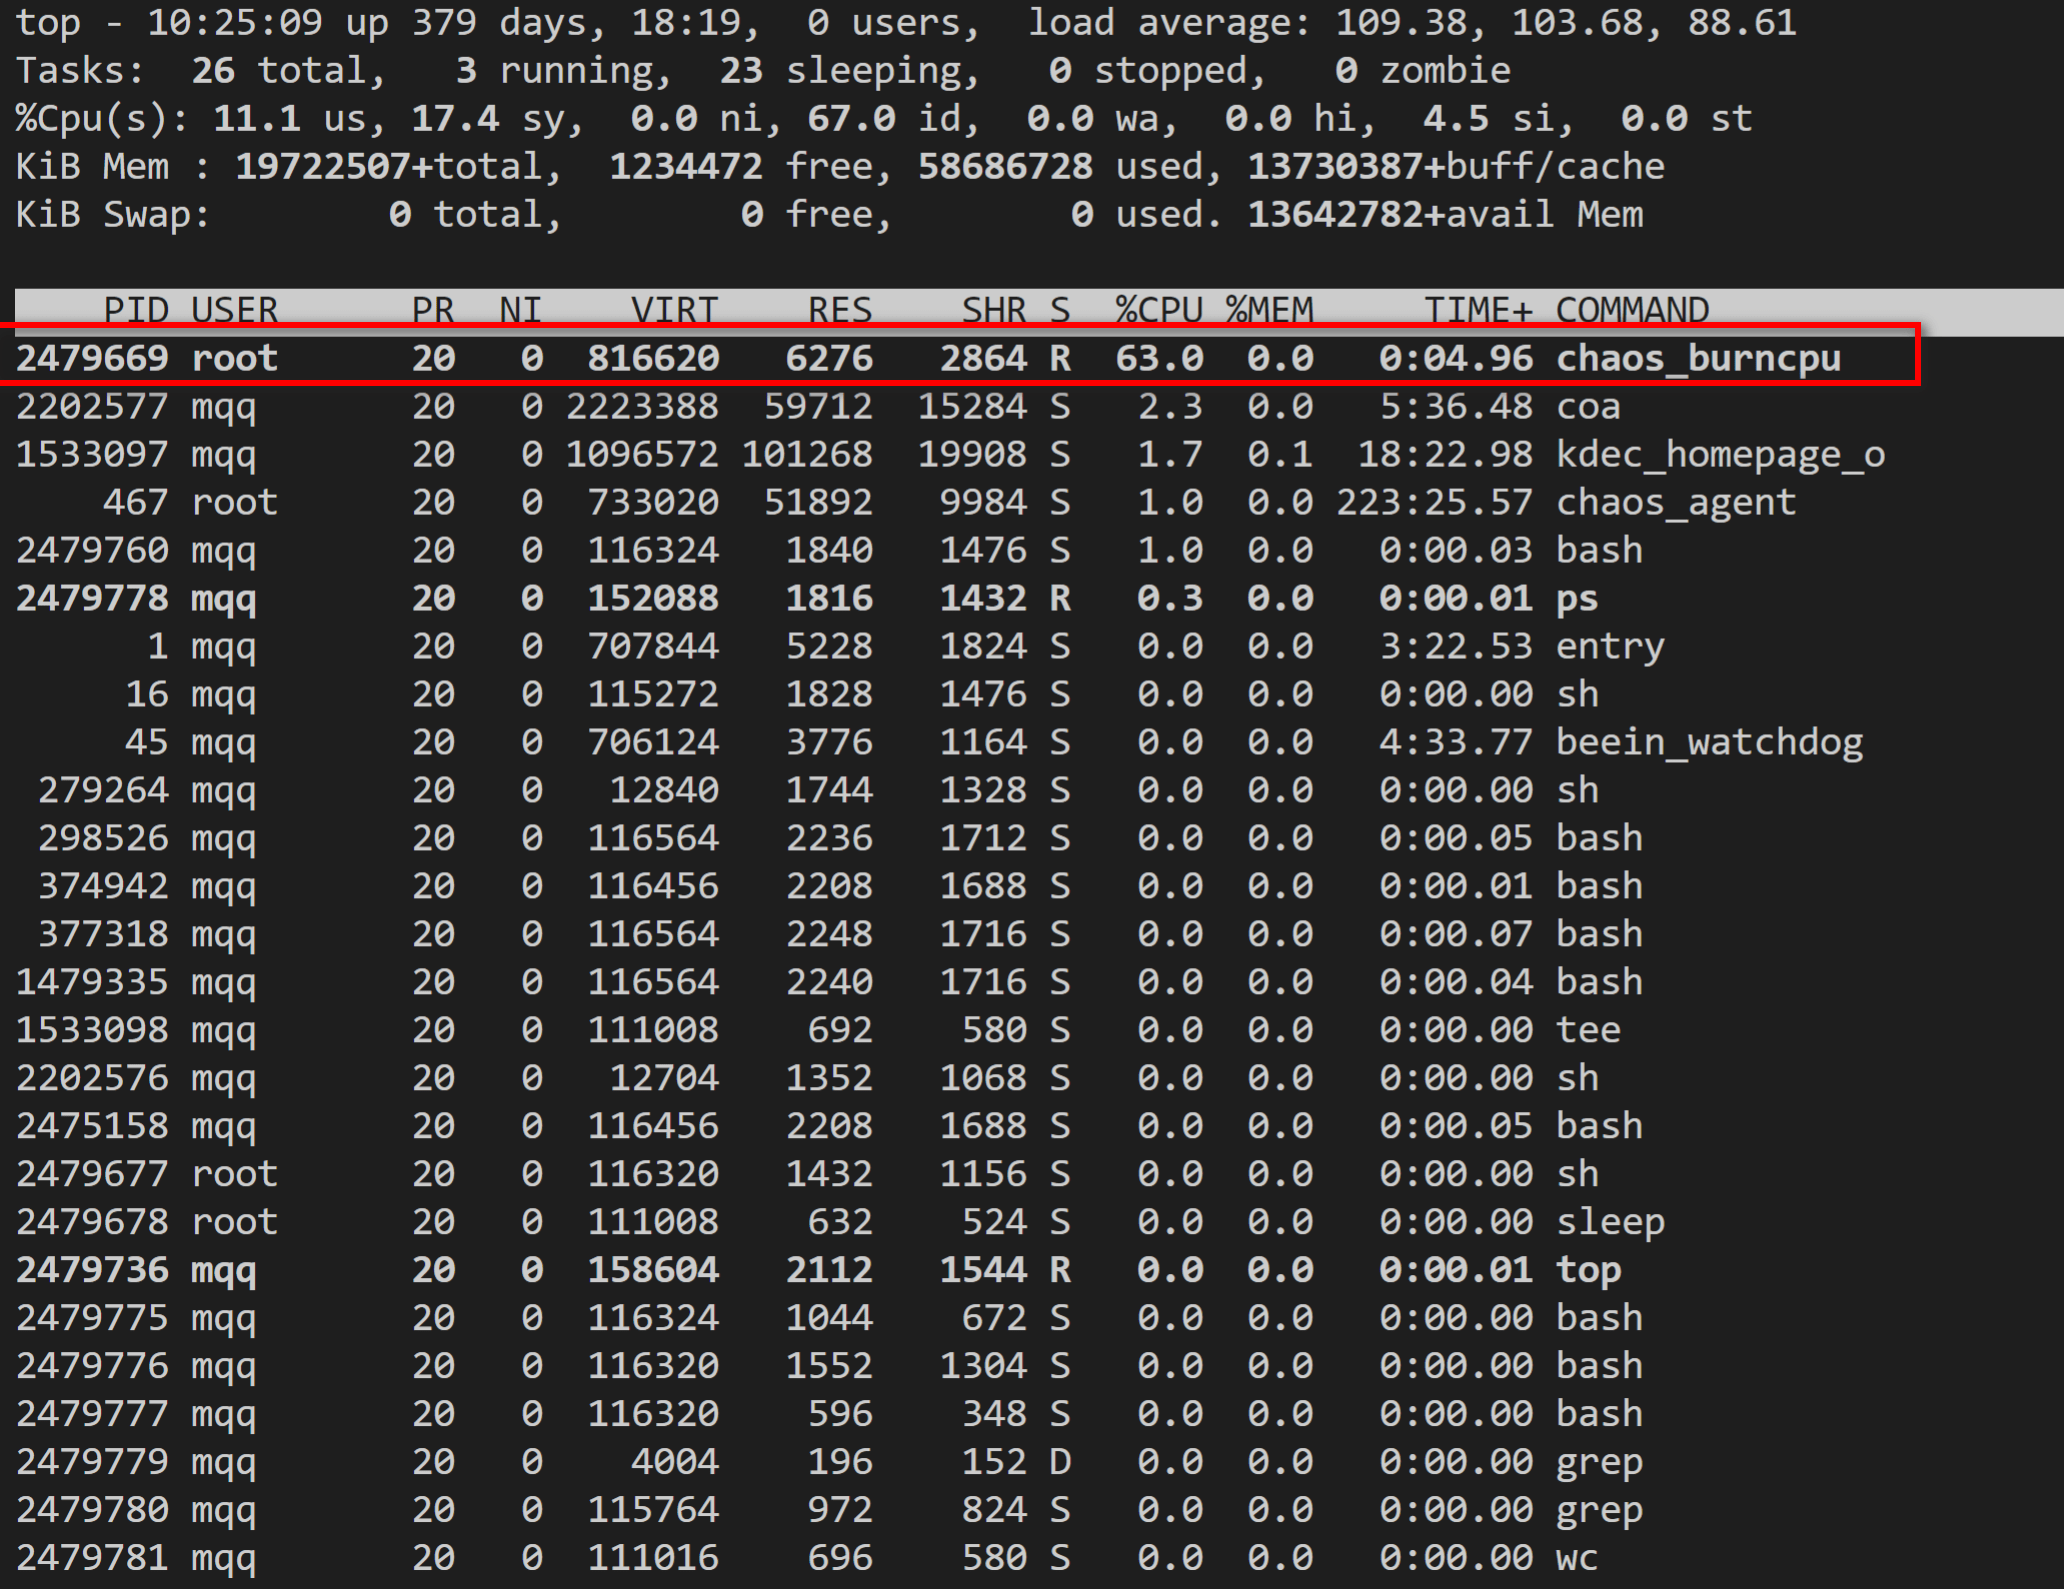 top - 10:25:09 up 379 days, 18:19,  0 users,  load average: 109.38, 103.68, 88.61
Tasks:  26 total,   3 running,  23 sleeping,   0 stopped,   0 zombie
%Cpu(s): 11.1 us, 17.4 sy,  0.0 ni, 67.0 id,  0.0 wa,  0.0 hi,  4.5 si,  0.0 st
KiB Mem : 19722507+total,  1234472 free, 58686728 used, 13730387+buff/cache
KiB Swap:        0 total,        0 free,        0 used. 13642782+avail Mem
PID USER PR NI VIRT RES SHR S %CPU %MEM TIME+ COMMAND
2479669 root 20 0 816620 6276 2864 R 63.0 0.0 0:04.96 chaos_burncpu
2202577 mqq 20 0 2223388 59712 15284 S 2.3 0.0 5:36.48 coa
1533097 mqq 20 0 1096572 101268 19908 S 1.7 0.1 18:22.98 kdec_homepage_o
467 root 20 0 733020 51892 9984 S 1.0 0.0 223:25.57 chaos_agent
2479760 mqq 20 0 116324 1840 1476 S 1.0 0.0 0:00.03 bash
2479778 mqq 20 0 152088 1816 1432 R 0.3 0.0 0:00.01 ps
1 mqq 20 0 707844 5228 1824 S 0.0 0.0 3:22.53 entry
16 mqq 20 0 115272 1828 1476 S 0.0 0.0 0:00.00 sh
45 mqq 20 0 706124 3776 1164 S 0.0 0.0 4:33.77 beein_watchdog
279264 mqq 20 0 12840 1744 1328 S 0.0 0.0 0:00.00 sh
298526 mqq 20 0 116564 2236 1712 S 0.0 0.0 0:00.05 bash
374942 mqq 20 0 116456 2208 1688 S 0.0 0.0 0:00.01 bash
377318 mqq 20 0 116564 2248 1716 S 0.0 0.0 0:00.07 bash
1479335 mqq 20 0 116564 2240 1716 S 0.0 0.0 0:00.04 bash
1533098 mqq 20 0 111008 692 580 S 0.0 0.0 0:00.00 tee
2202576 mqq 20 0 12704 1352 1068 S 0.0 0.0 0:00.00 sh
2475158 mqq 20 0 116456 2208 1688 S 0.0 0.0 0:00.05 bash
2479677 root 20 0 116320 1432 1156 S 0.0 0.0 0:00.00 sh
2479678 root 20 0 111008 632 524 S 0.0 0.0 0:00.00 sleep
2479736 mqq 20 0 158604 2112 1544 R 0.0 0.0 0:00.01 top
2479775 mqq 20 0 116324 1044 672 S 0.0 0.0 0:00.00 bash
2479776 mqq 20 0 116320 1552 1304 S 0.0 0.0 0:00.00 bash
2479777 mqq 20 0 116320 596 348 S 0.0 0.0 0:00.00 bash
2479779 mqq 20 0 4004 196 152 D 0.0 0.0 0:00.00 grep
2479780 mqq 20 0 115764 972 824 S 0.0 0.0 0:00.00 grep
2479781 mqq 20 0 111016 696 580 S 0.0 0.0 0:00.00 wc